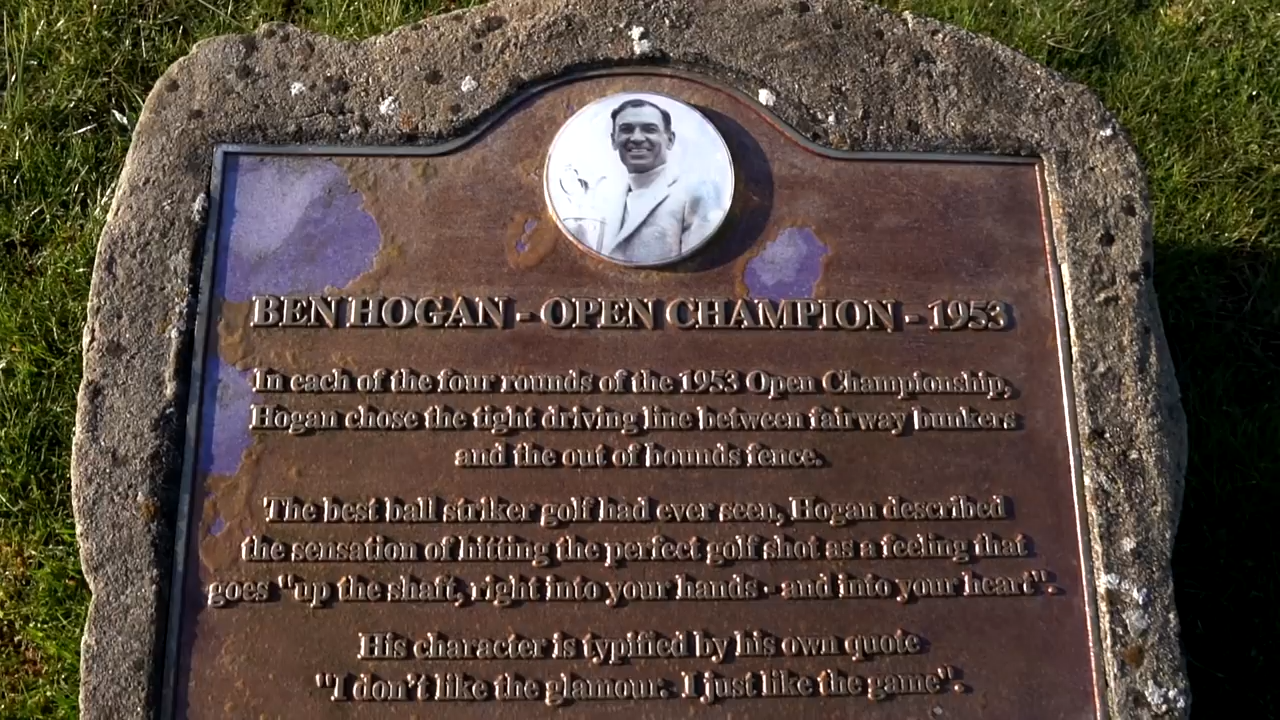 BEN HOGAN - OPEN CHAMPION - 1953
In each of the four rounds of the 1953 Open Championship,
Hogan chose the tight driving line between fairway bunkers
and the out of bounds fence.
The best ball striker golf had ever seen, Hogan described
the sensation of hitting the perfect golf shot as a feeling that
goes "up the shaft, right into your hands - and into your heart".
His character is typified by his own quote
"I don't like the glamour. I just like the game".